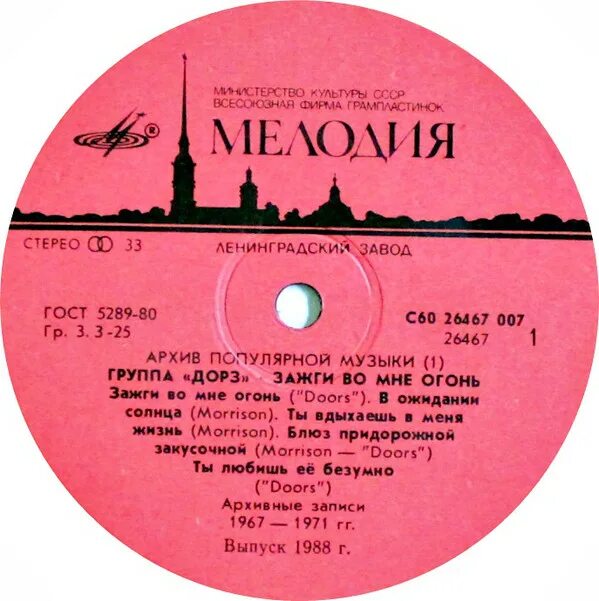 МИНИСТЕРСТВО КУЛЬТУРЫ СССР
ВСЕСОЮЗНАЯ ФИРМА ГРАМПЛАСТИНОК
® МЕЛОДИЯ
СТЕРЕО 33 ЛЕНИНГРАДСКИЙ ЗАВОД
ГОСТ 5289-80 С60 26467 007
Гр. 3. 3-25 26467 1
АРХИВ ПОПУЛЯРНОЙ МУЗЫКИ (1)
ГРУППА «ДОРЗ» ЗАЖГИ ВО МНЕ ОГОНЬ
Зажги во мне огонь ("Doors"). В ожидании
солнца (Morrison). Ты вдыхаешь в меня
жизнь (Morrison). Блюз придорожной
закусочной (Morrison — "Doors")
Ты любишь её безумно
("Doors")
Архивные записи
1967 — 1971 гг.
Выпуск 1988 г.